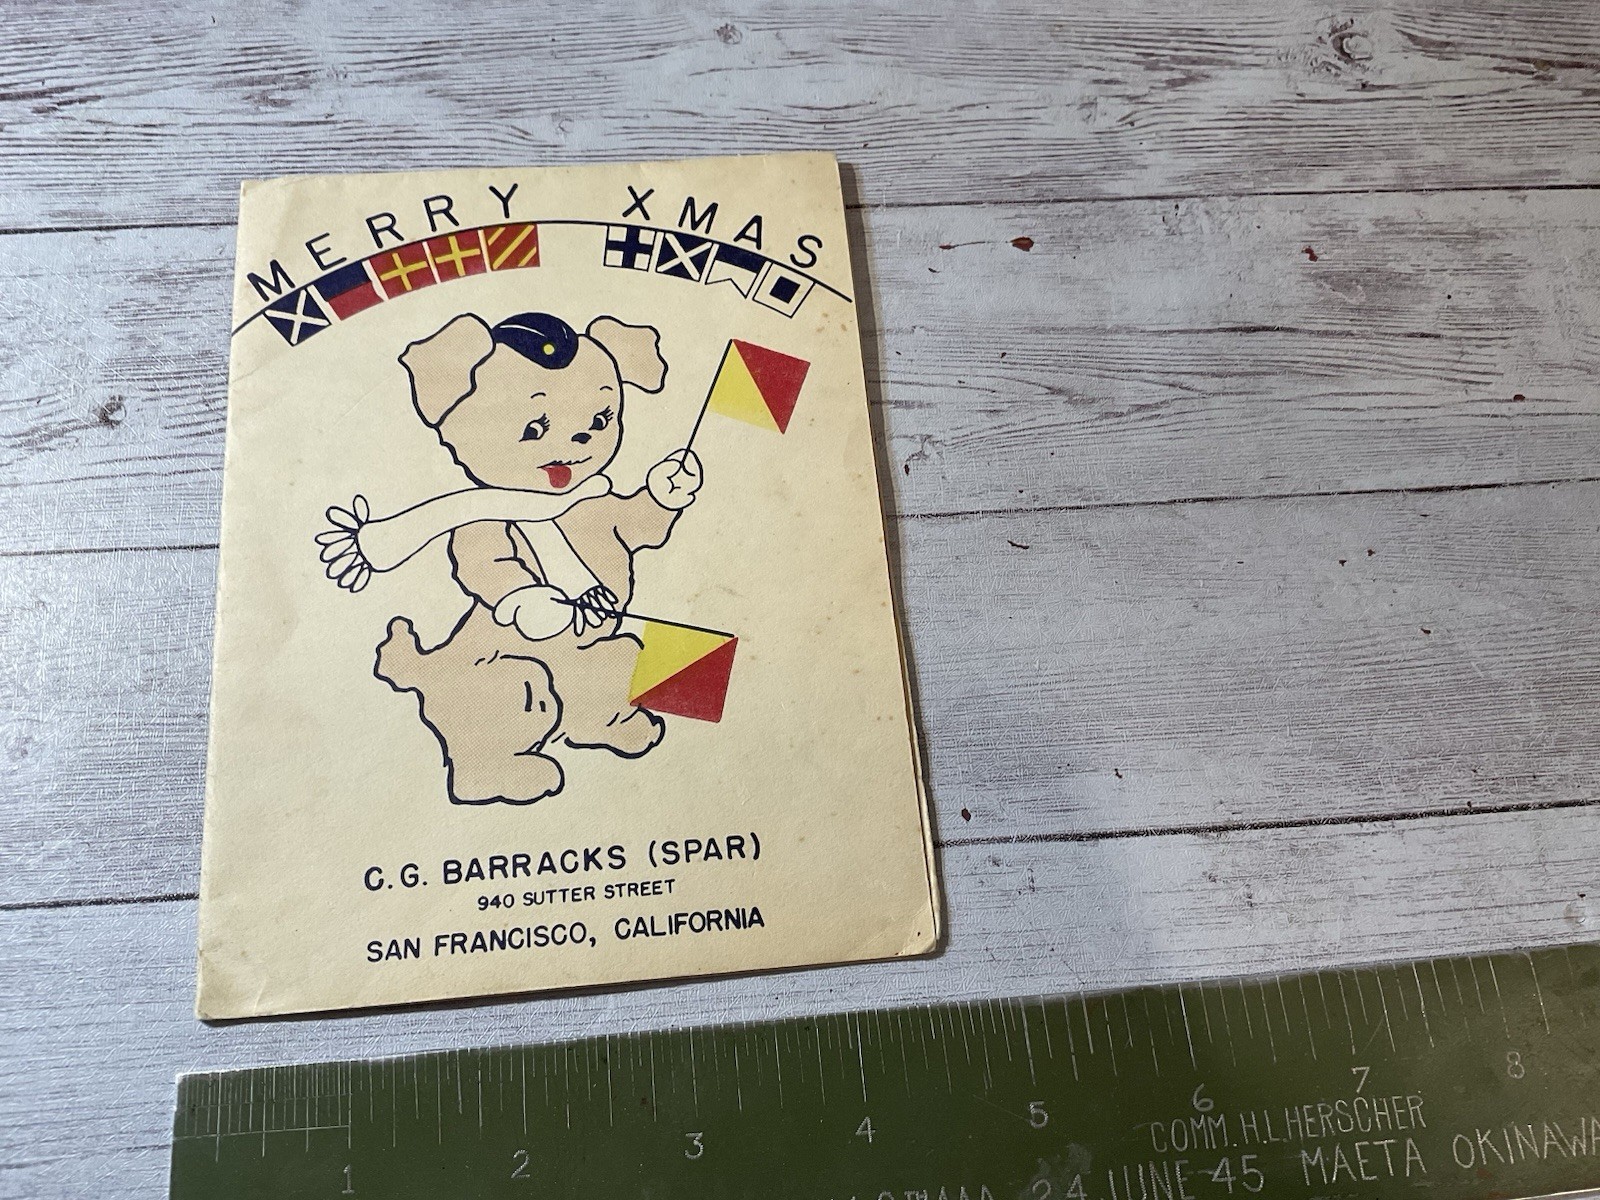 MERRY XMAS
C.G. BARRACKS (SPAR)
940 SUTTER STREET
SAN FRANCISCO, CALIFORNIA
1 2 3 4 5 6 7 8
COMM. H.L. HERSCHER
24 JUNE 45 MAETA OKINAWA